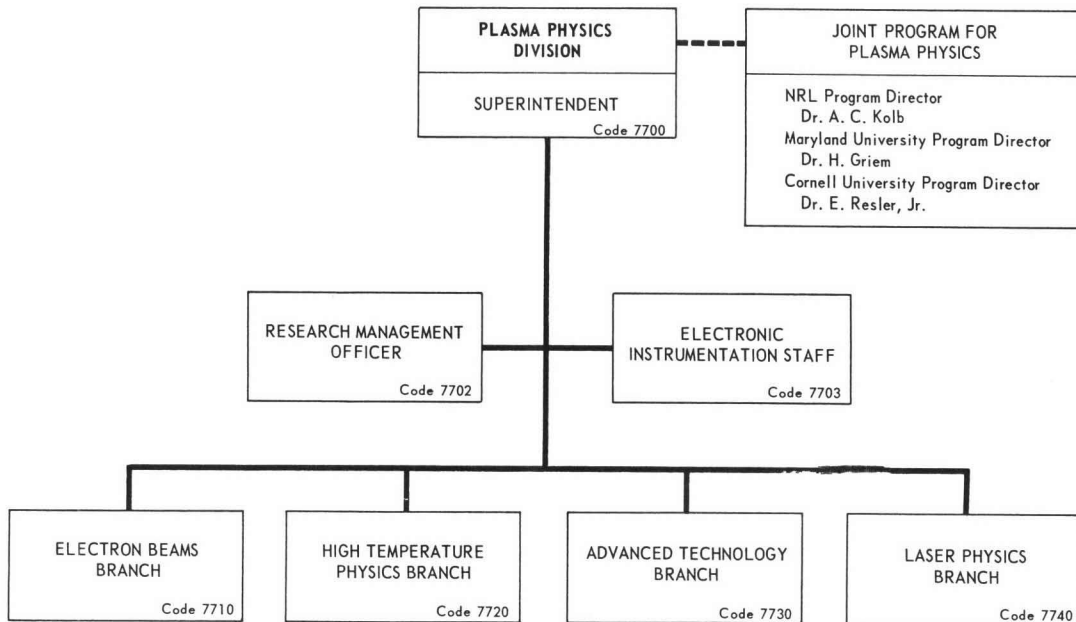 PLASMA PHYSICS
DIVISION
SUPERINTENDENT
Code 7700
JOINT PROGRAM FOR
PLASMA PHYSICS
NRL Program Director
Dr. A. C. Kolb
Maryland University Program Director
Dr. H. Griem
Cornell University Program Director
Dr. E. Resler, Jr.
RESEARCH MANAGEMENT
OFFICER
Code 7702
ELECTRONIC
INSTRUMENTATION STAFF
Code 7703
ELECTRON BEAMS
BRANCH
Code 7710
HIGH TEMPERATURE
PHYSICS BRANCH
Code 7720
ADVANCED TECHNOLOGY
BRANCH
Code 7730
LASER PHYSICS
BRANCH
Code 7740